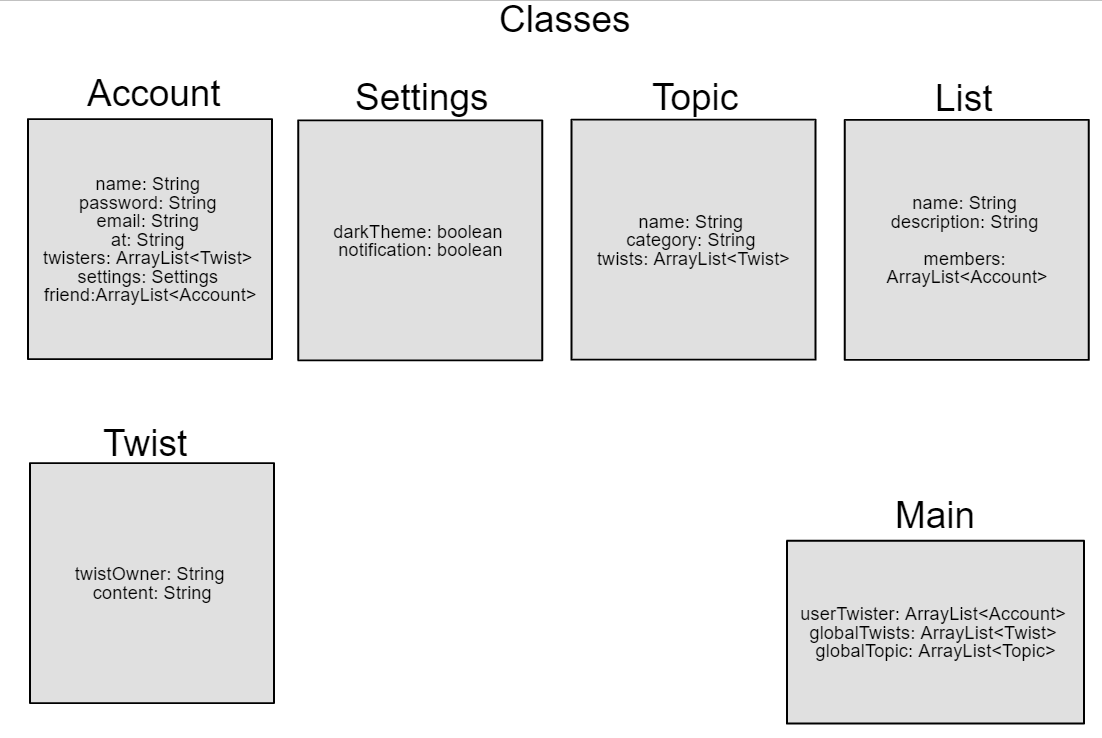 Classes
Account
name: String
password: String
email: String
at: String
twisters: ArrayList<Twist>
settings: Settings
friend:ArrayList<Account>
Settings
darkTheme: boolean
notification: boolean
Topic
name: String
category: String
twists: ArrayList<Twist>
List
name: String
description: String
members:
ArrayList<Account>
Twist
twistOwner: String
content: String
Main
userTwister: ArrayList<Account>
globalTwists: ArrayList<Twist>
globalTopic: ArrayList<Topic>